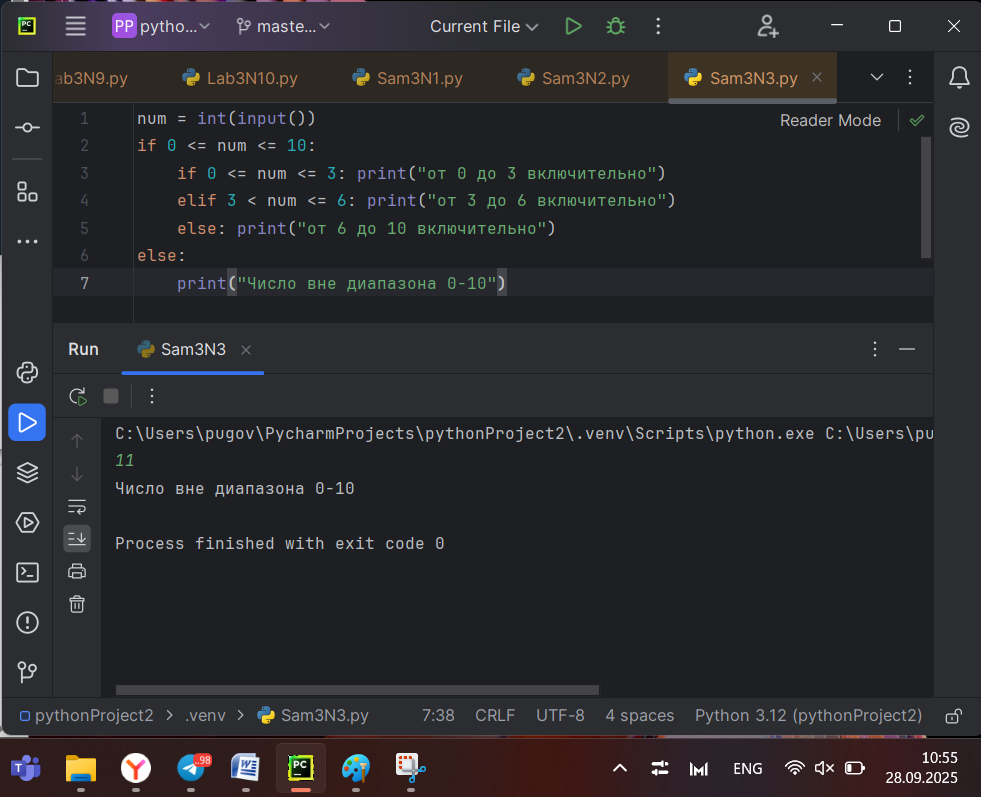 PC PP pytho... maste... Current File
ab3N9.py Lab3N10.py Sam3N1.py Sam3N2.py Sam3N3.py
Reader Mode
1 num = int(input())
2 if 0 <= num <= 10:
3 if 0 <= num <= 3: print("от 0 до 3 включительно")
4 elif 3 < num <= 6: print("от 3 до 6 включительно")
5 else: print("от 6 до 10 включительно")
6 else:
7 print("Число вне диапазона 0-10")
Run Sam3N3
C:\Users\pugov\PycharmProjects\pythonProject2\.venv\Scripts\python.exe C:\Users\pu
11
Число вне диапазона 0-10
Process finished with exit code 0
pythonProject2 > .venv > Sam3N3.py 7:38 CRLF UTF-8 4 spaces Python 3.12 (pythonProject2)
.98 PC ENG 10:55
28.09.2025